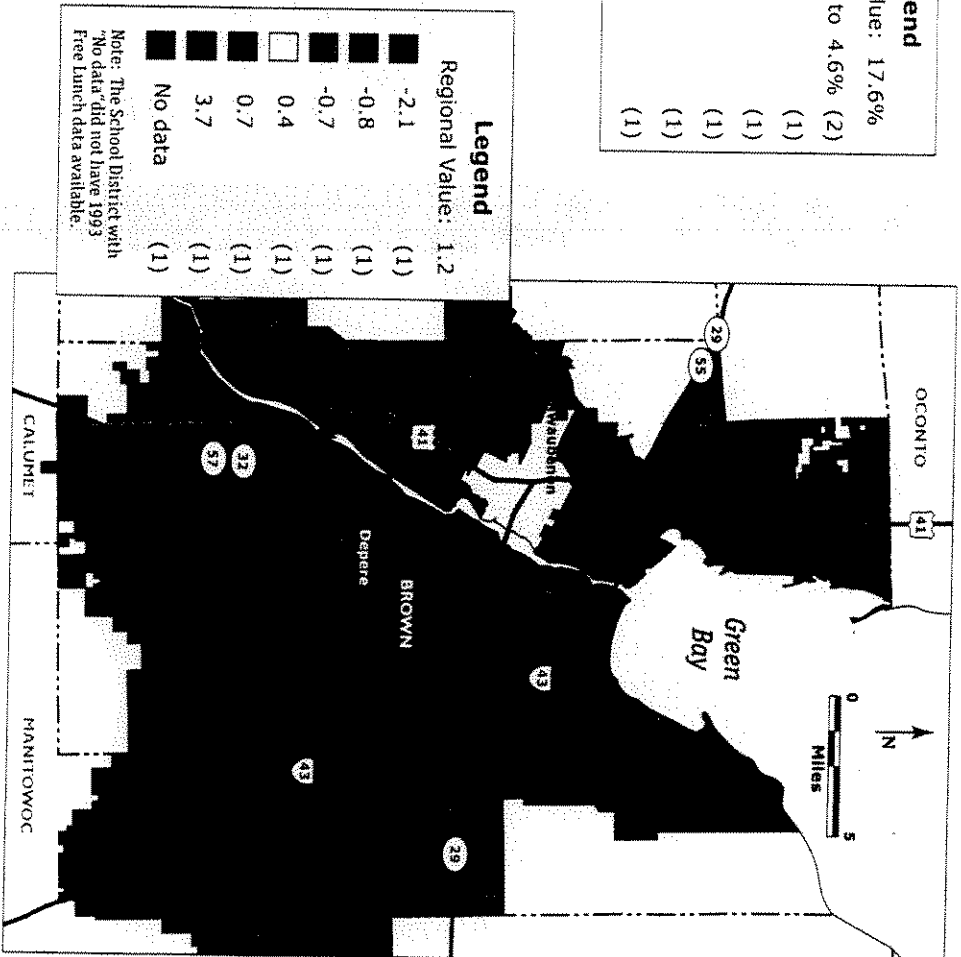 end
lue: 17.6%
to 4.6% (2)
(1)
(1)
(1)
(1)
(1)
Legend
Regional Value: 1.2
-2.1 (1)
-0.8 (1)
-0.7 (1)
0.4 (1)
0.7 (1)
3.7 (1)
No data (1)
Note: The School District with
"No data" did not have 1993
Free Lunch data available.
OCONTO
41
29
55
Green
Bay
N
0 5
Miles
41
43
BROWN
Depere
32
57
43
29
CALUMET
MANITOWOC